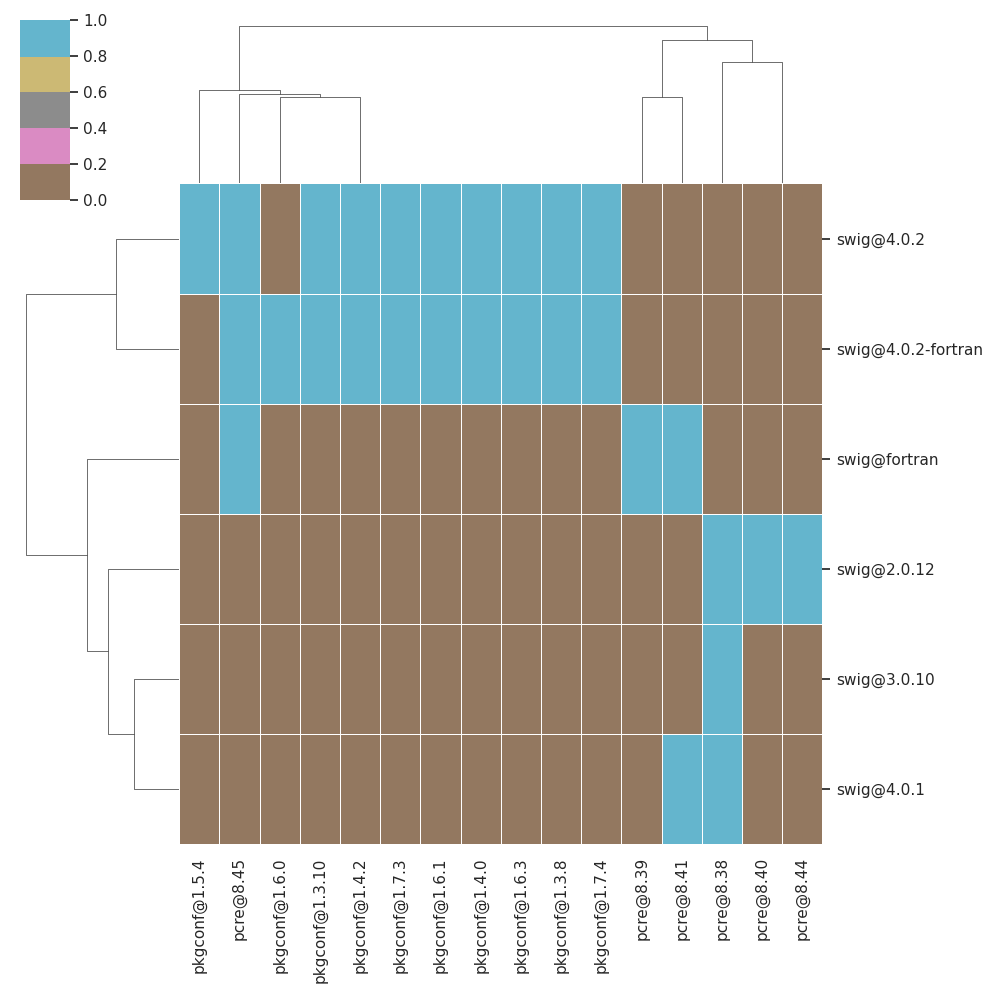 1.0
0.8
0.6
0.4
0.2
0.0
swig@4.0.2
swig@4.0.2-fortran
swig@fortran
swig@2.0.12
swig@3.0.10
swig@4.0.1
pkgconf@1.5.4
pcre@8.45
pkgconf@1.6.0
pkgconf@1.3.10
pkgconf@1.4.2
pkgconf@1.7.3
pkgconf@1.6.1
pkgconf@1.4.0
pkgconf@1.6.3
pkgconf@1.3.8
pkgconf@1.7.4
pcre@8.39
pcre@8.41
pcre@8.38
pcre@8.40
pcre@8.44